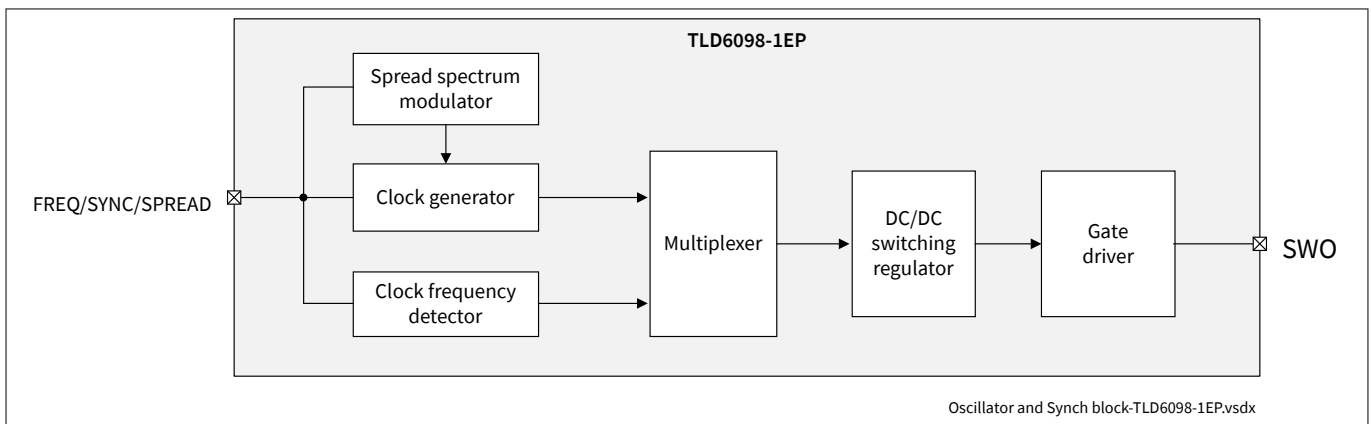 TLD6098-1EP
Spread spectrum
modulator
FREQ/SYNC/SPREAD
Clock generator
Clock frequency
detector
Multiplexer
DC/DC
switching
regulator
Gate
driver
SWO
Oscillator and Synch block-TLD6098-1EP.vsdx